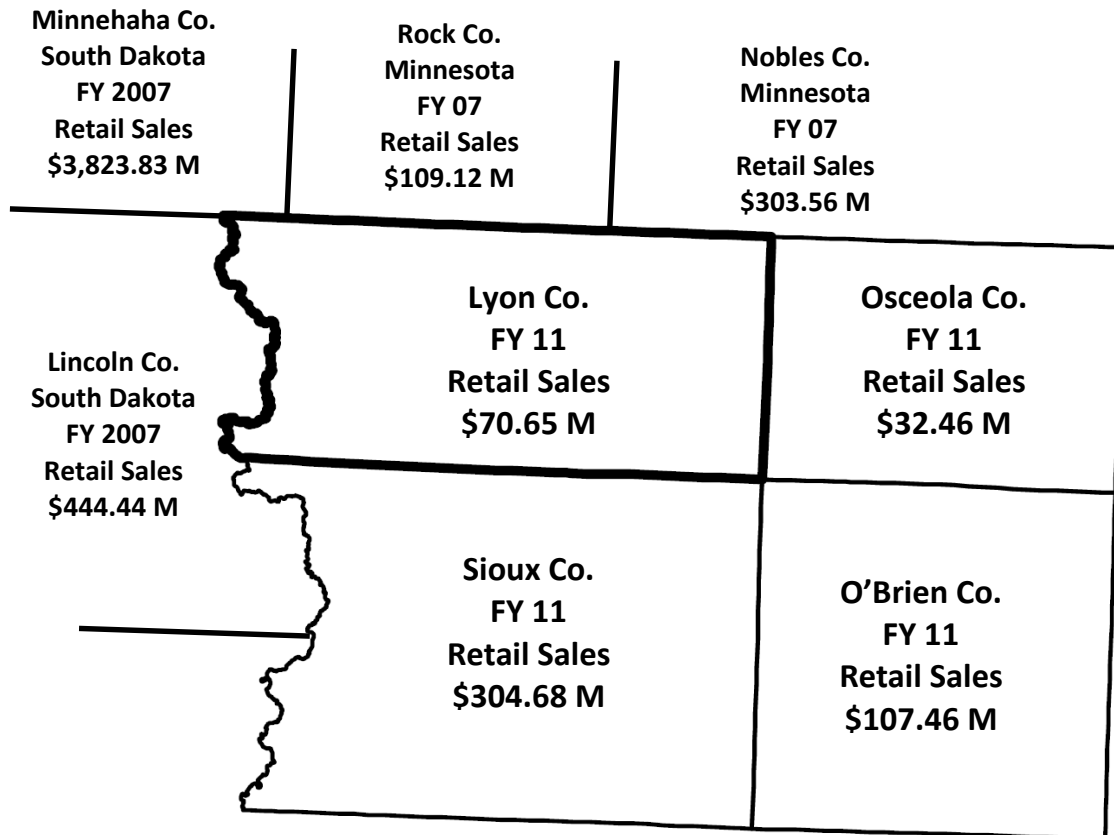 Minnehaha Co.
South Dakota
FY 2007
Retail Sales
$3,823.83 M
Rock Co.
Minnesota
FY 07
Retail Sales
$109.12 M
Nobles Co.
Minnesota
FY 07
Retail Sales
$303.56 M
Lincoln Co.
South Dakota
FY 2007
Retail Sales
$444.44 M
Lyon Co.
FY 11
Retail Sales
$70.65 M
Osceola Co.
FY 11
Retail Sales
$32.46 M
Sioux Co.
FY 11
Retail Sales
$304.68 M
O’Brien Co.
FY 11
Retail Sales
$107.46 M